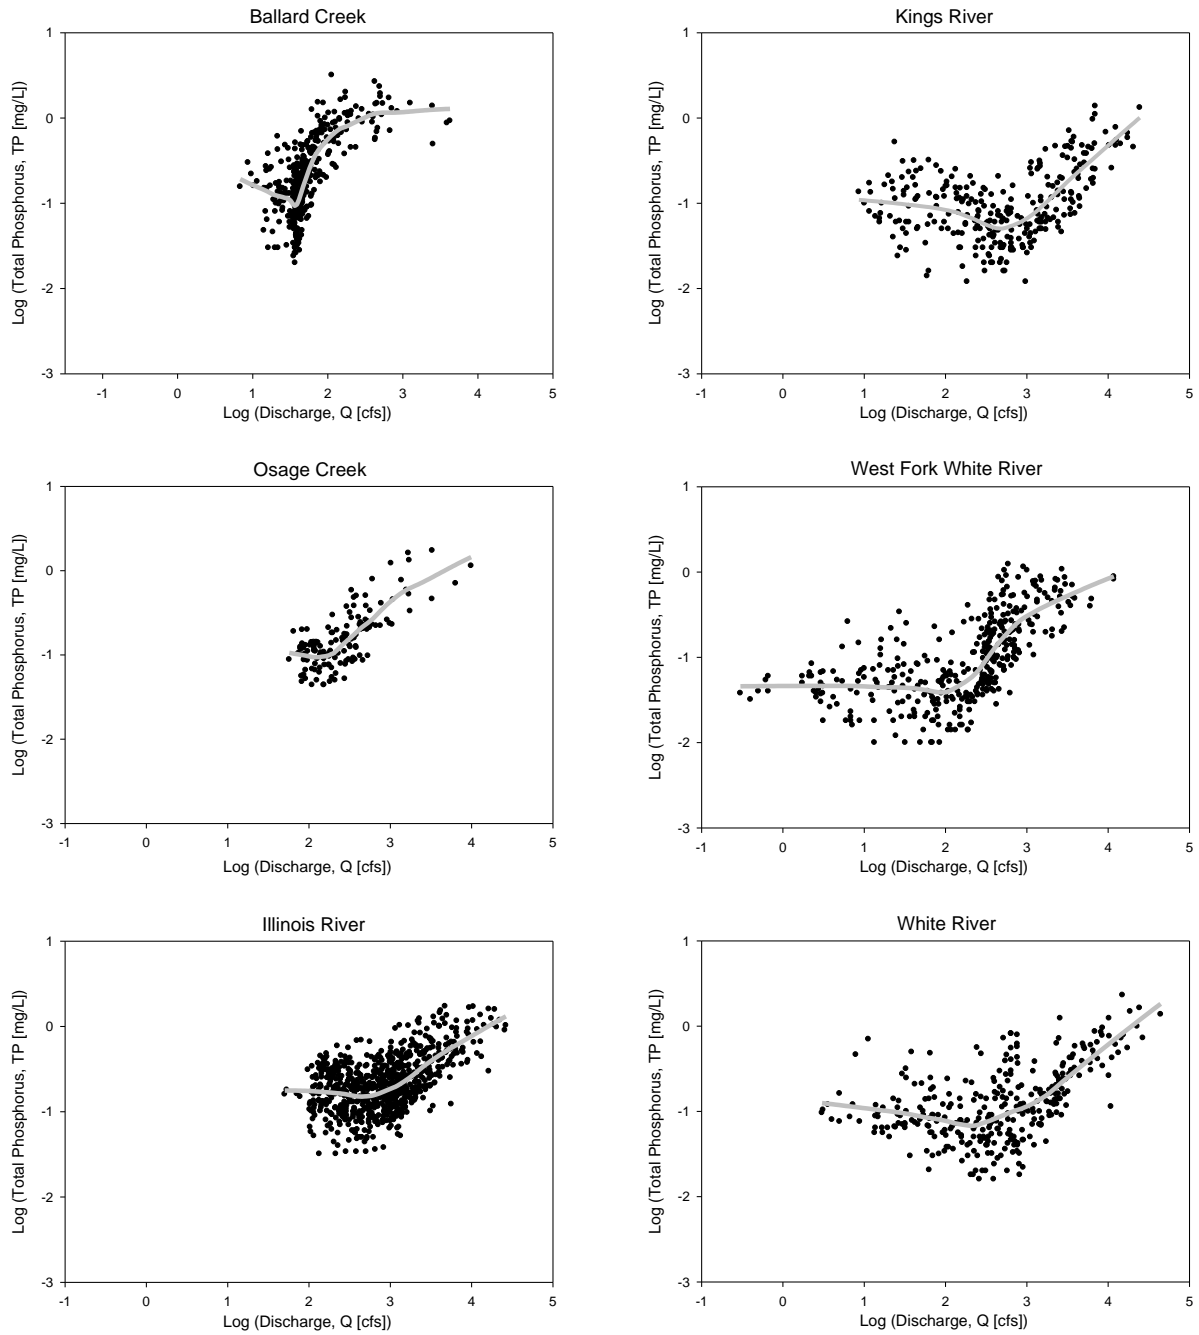 Ballard Creek
Log (Total Phosphorus, TP [mg/L])
1
0
-1
-2
-3
-1 0 1 2 3 4 5
Log (Discharge, Q [cfs])
Kings River
Log (Total Phosphorus, TP [mg/L])
1
0
-1
-2
-3
-1 0 1 2 3 4 5
Log (Discharge, Q [cfs])
Osage Creek
Log (Total Phosphorus, TP [mg/L])
1
0
-1
-2
-3
-1 0 1 2 3 4 5
Log (Discharge, Q [cfs])
West Fork White River
Log (Total Phosphorus, TP [mg/L])
1
0
-1
-2
-3
-1 0 1 2 3 4 5
Log (Discharge, Q [cfs])
Illinois River
Log (Total Phosphorus, TP [mg/L])
1
0
-1
-2
-3
-1 0 1 2 3 4 5
Log (Discharge, Q [cfs])
White River
Log (Total Phosphorus, TP [mg/L])
1
0
-1
-2
-3
-1 0 1 2 3 4 5
Log (Discharge, Q [cfs])